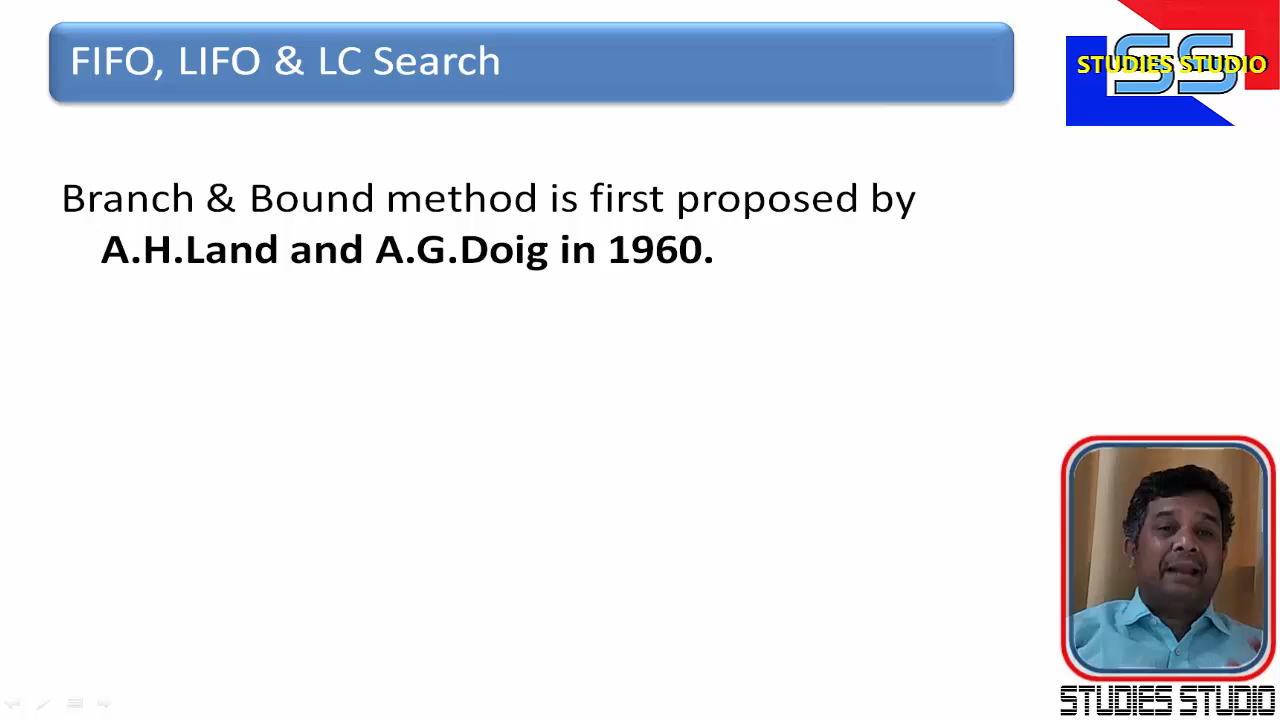 FIFO, LIFO & LC Search
SS
STUDIES STUDIO
Branch & Bound method is first proposed by
A.H.Land and A.G.Doig in 1960.
STUDIES STUDIO